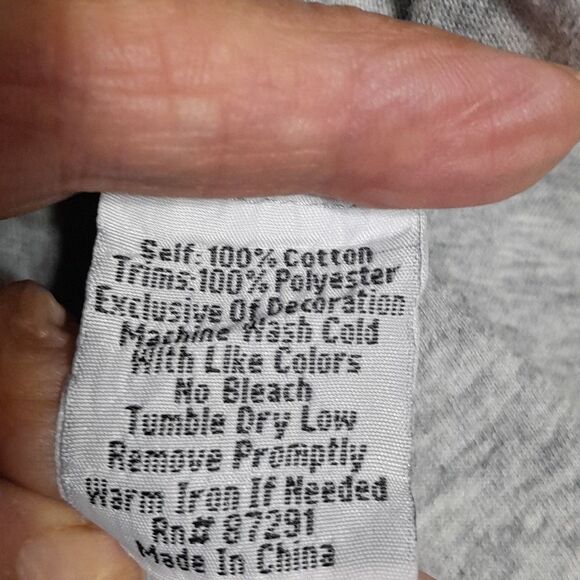 Self:100% Cotton
Trims:100% Polyester
Exclusive Of Decoration
Machine Wash Cold
With Like Colors
No Bleach
Tumble Dry Low
Remove Promptly
Warm Iron If Needed
Rn# 87291
Made In China